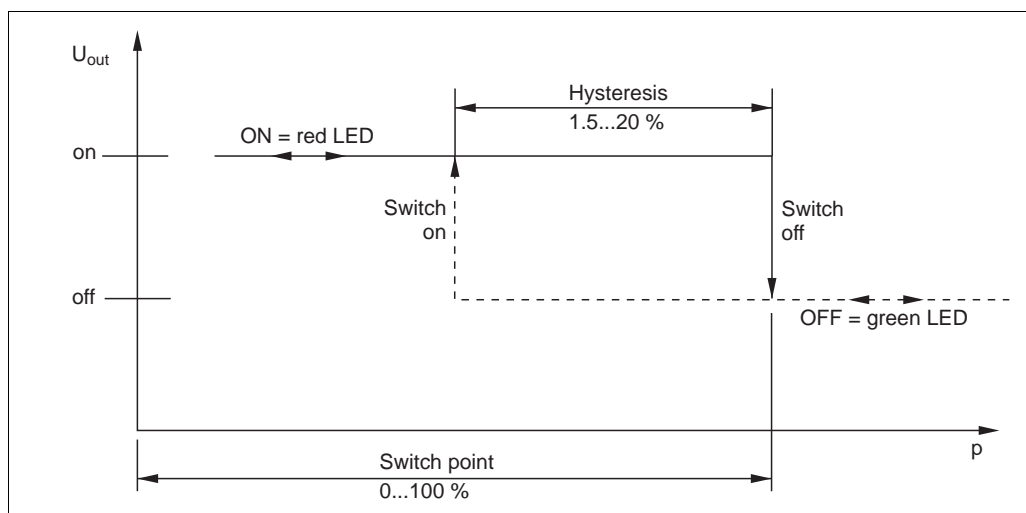 Uout
Hysteresis
1.5...20 %
ON = red LED
on
Switch
on
Switch
off
off
OFF = green LED
p
Switch point
0...100 %